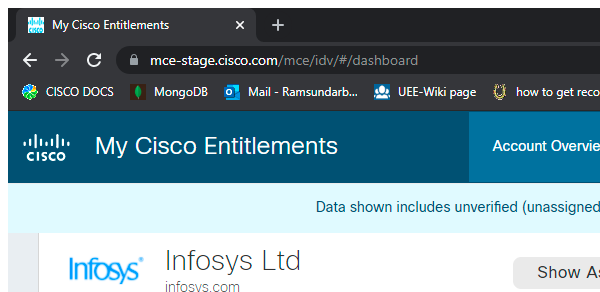 My Cisco Entitlements
mce-stage.cisco.com/mce/idv/#/dashboard
CISCO DOCS MongoDB Mail - Ramsundarb... UEE-Wiki page how to get reco
CISCO My Cisco Entitlements Account Overvie
Data shown includes unverified (unassigned
Infosys Infosys Ltd
infosys.com
Show As